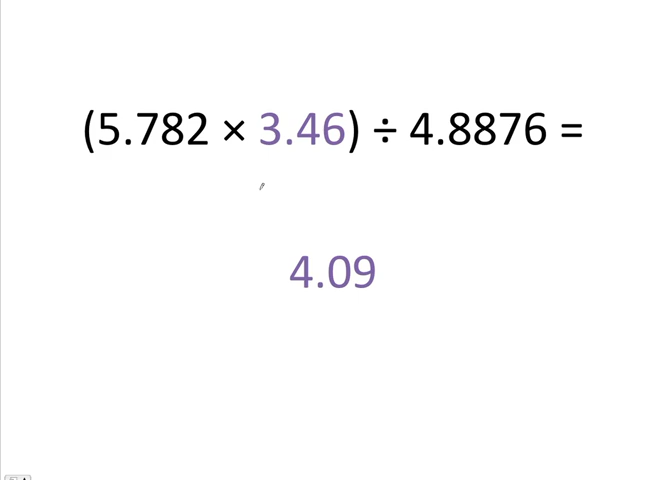 (5.782 × 3.46) ÷ 4.8876 =
4.09